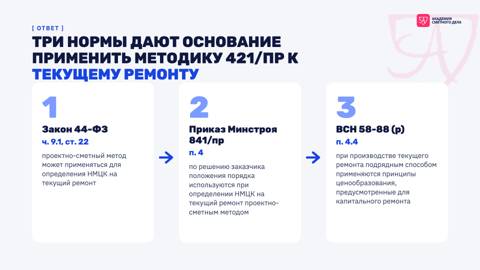 АКАДЕМИЯ
СМЕТНОГО ДЕЛА
[ ОТВЕТ ]
ТРИ НОРМЫ ДАЮТ ОСНОВАНИЕ
ПРИМЕНИТЬ МЕТОДИКУ 421/ПР К
ТЕКУЩЕМУ РЕМОНТУ
1
Закон 44-ФЗ
ч. 9.1, ст. 22
проектно-сметный метод
может применяться для
определения НМЦК на
текущий ремонт
2
Приказ Минстроя
841/пр
п. 4
по решению заказчика
положения порядка
используются при
определении НМЦК на
текущий ремонт проектно-
сметным методом
3
ВСН 58-88 (р)
п. 4.4
при производстве текущего
ремонта подрядным способом
применяются принципы
ценообразования,
предусмотренные для
капитального ремонта